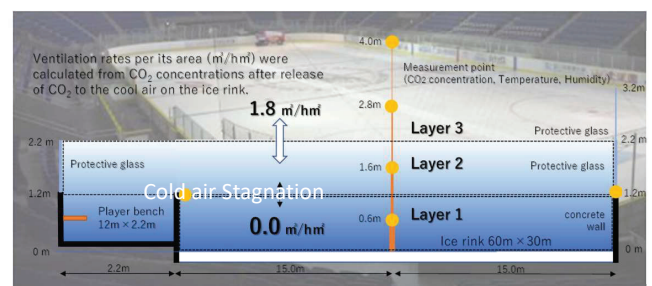 4.0m
Ventilation rates per its area (㎥/h㎡) were
calculated from CO₂ concentrations after release
of CO₂ to the cool air on the ice rink.
Measurement point
(CO2 concentration, Temperature, Humidity)
3.2m
1.8 ㎥/h㎡
2.8m
Layer 3
Protective glass
2.2 m
2.2 m
Protective glass
1.6m
Layer 2
Protective glass
1.2m
Cold air Stagnation
1.2m
Player bench
12m×2.2m
0.0 ㎥/h㎡
0.6m
Layer 1
concrete
wall
Ice rink 60m×30m
0 m
0 m
2.2m
15.0m
15.0m